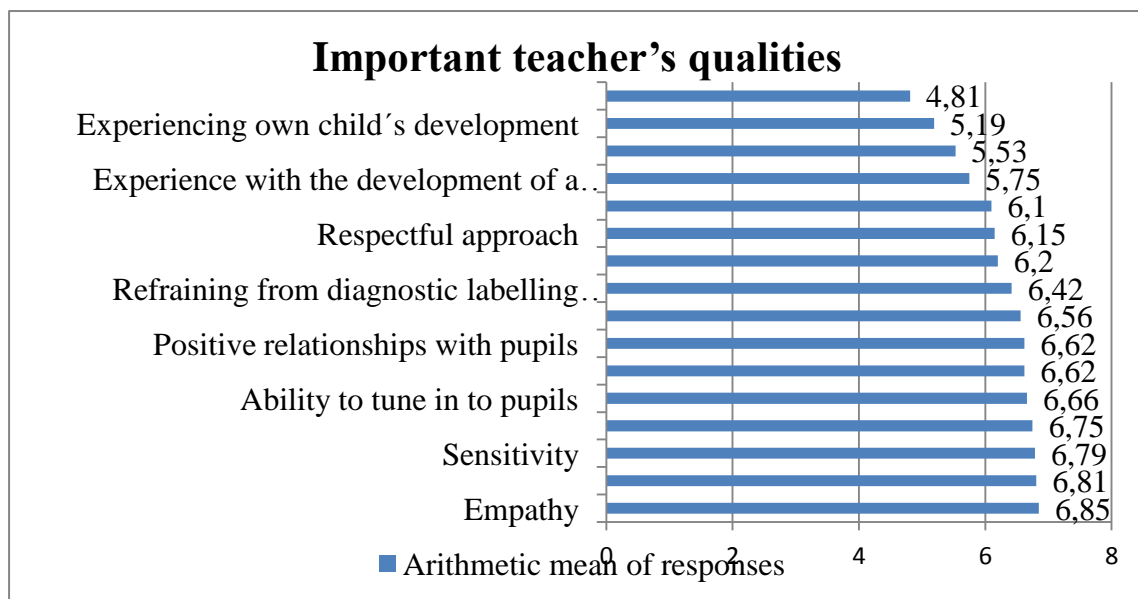 Important teacher’s qualities
4,81
Experiencing own child´s development 5,19
5,53
Experience with the development of a.. 5,75
6,1
Respectful approach 6,15
6,2
Refraining from diagnostic labelling.. 6,42
6,56
Positive relationships with pupils 6,62
6,62
Ability to tune in to pupils 6,66
6,75
Sensitivity 6,79
6,81
Empathy 6,85
0 2 4 6 8
Arithmetic mean of responses